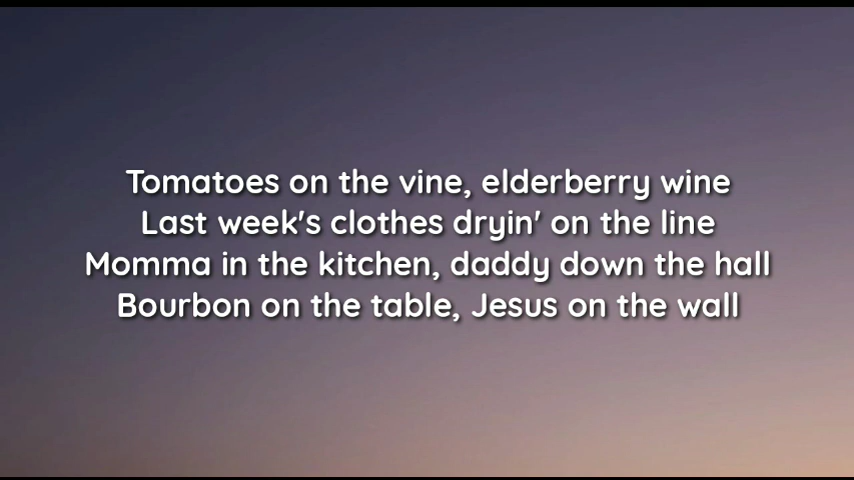 Tomatoes on the vine, elderberry wine
Last week's clothes dryin' on the line
Momma in the kitchen, daddy down the hall
Bourbon on the table, Jesus on the wall